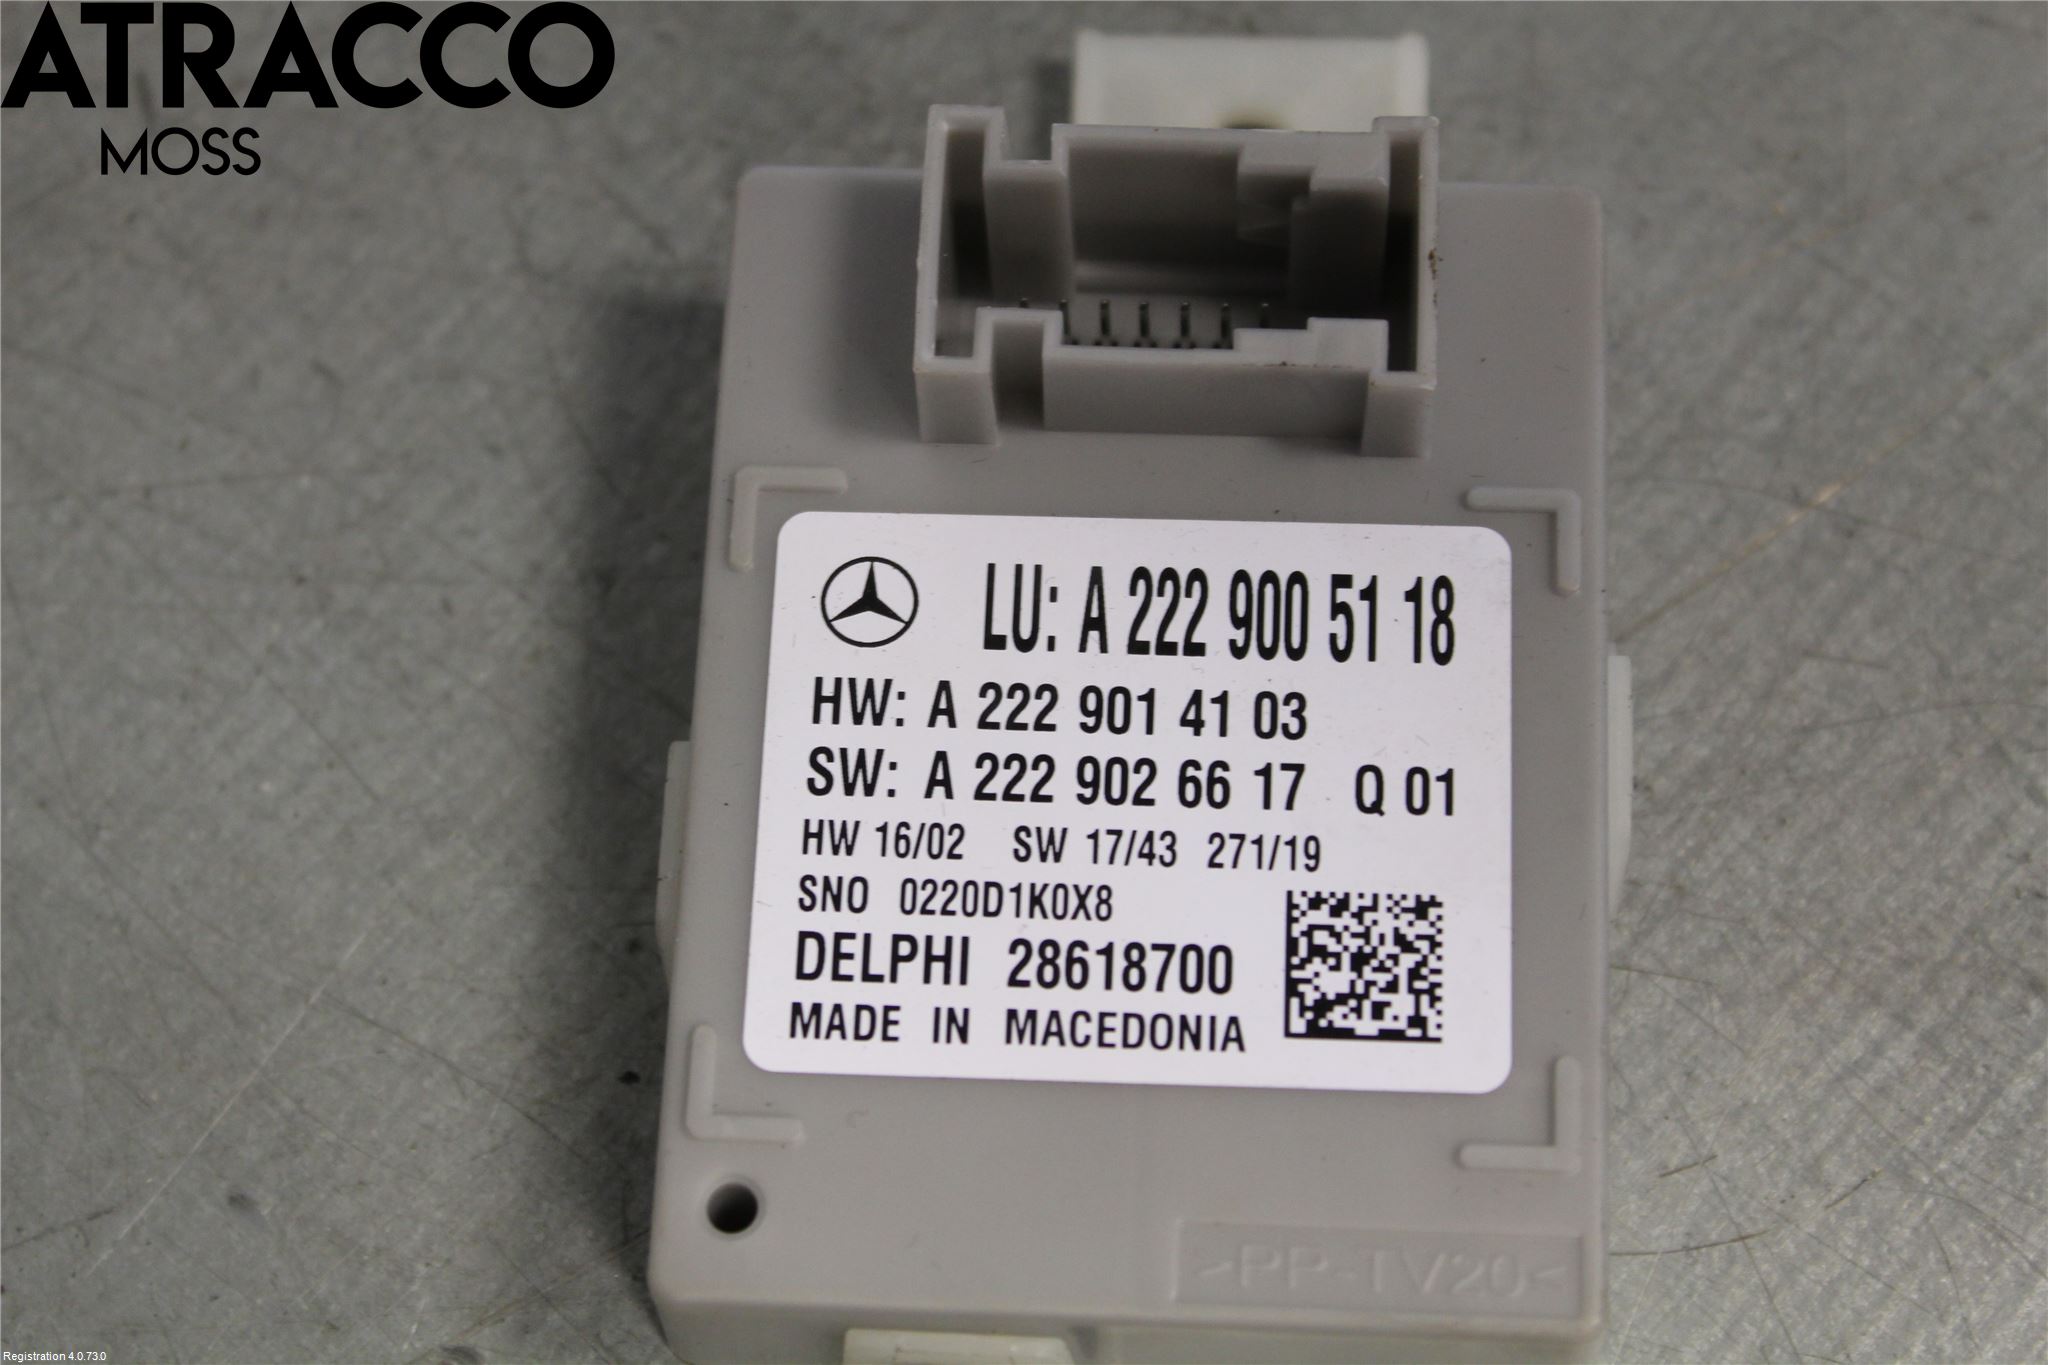 ATRACCO
MOSS
LU: A 222 900 51 18
HW: A 222 901 41 03
SW: A 222 902 66 17 Q 01
HW 16/02 SW 17/43 271/19
SNO 0220D1K0X8
DELPHI 28618700
MADE IN MACEDONIA
>PP-TV20<
Registration 4.0.73.0